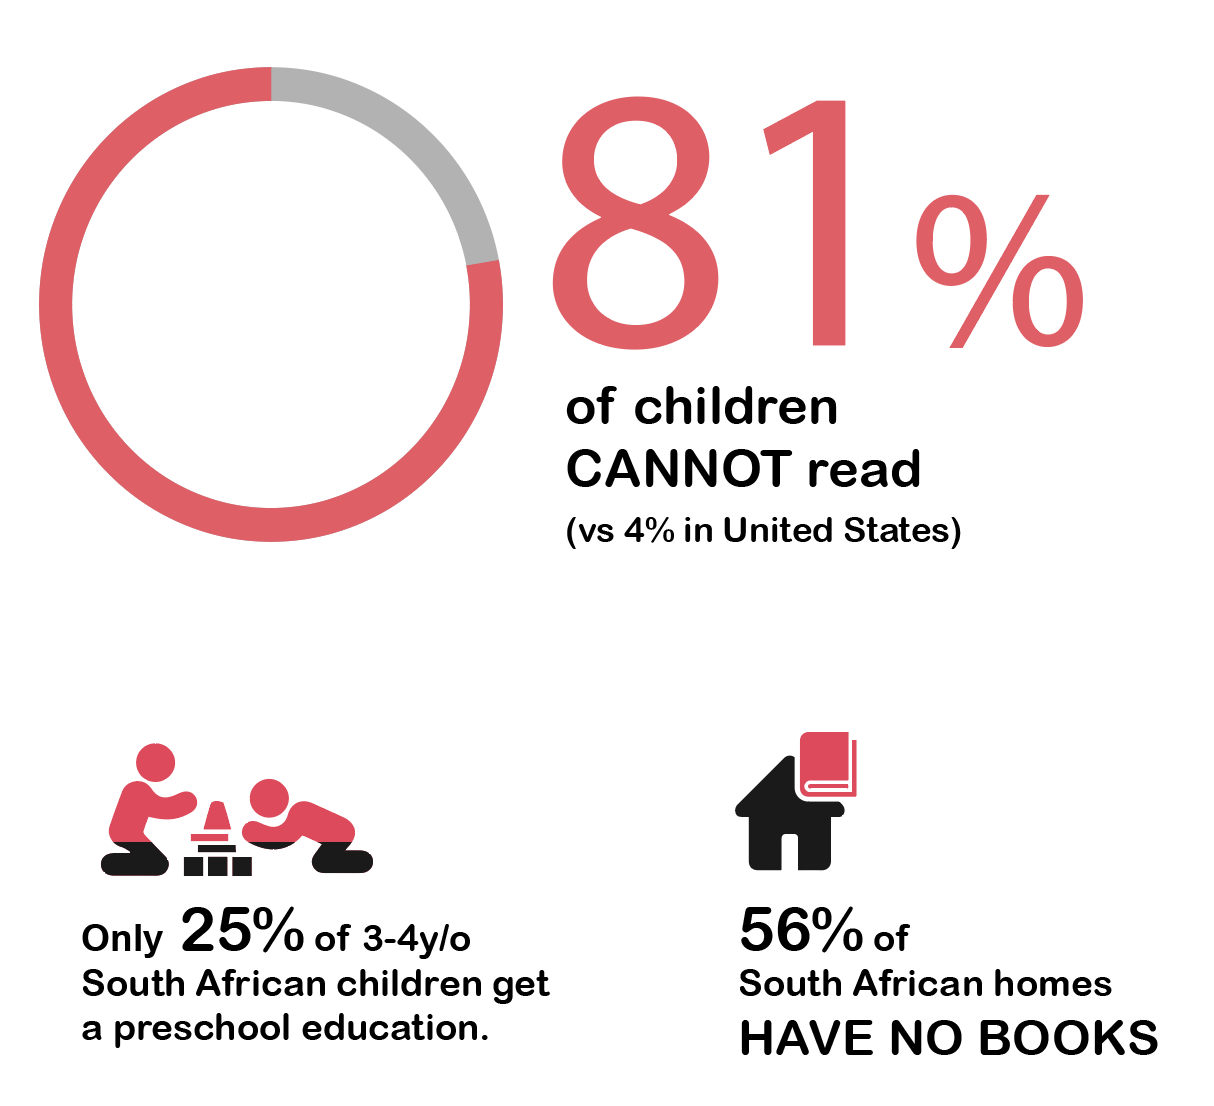 81%
of children
CANNOT read
(vs 4% in United States)
Only 25% of 3-4y/o
South African children get
a preschool education.
56% of
South African homes
HAVE NO BOOKS